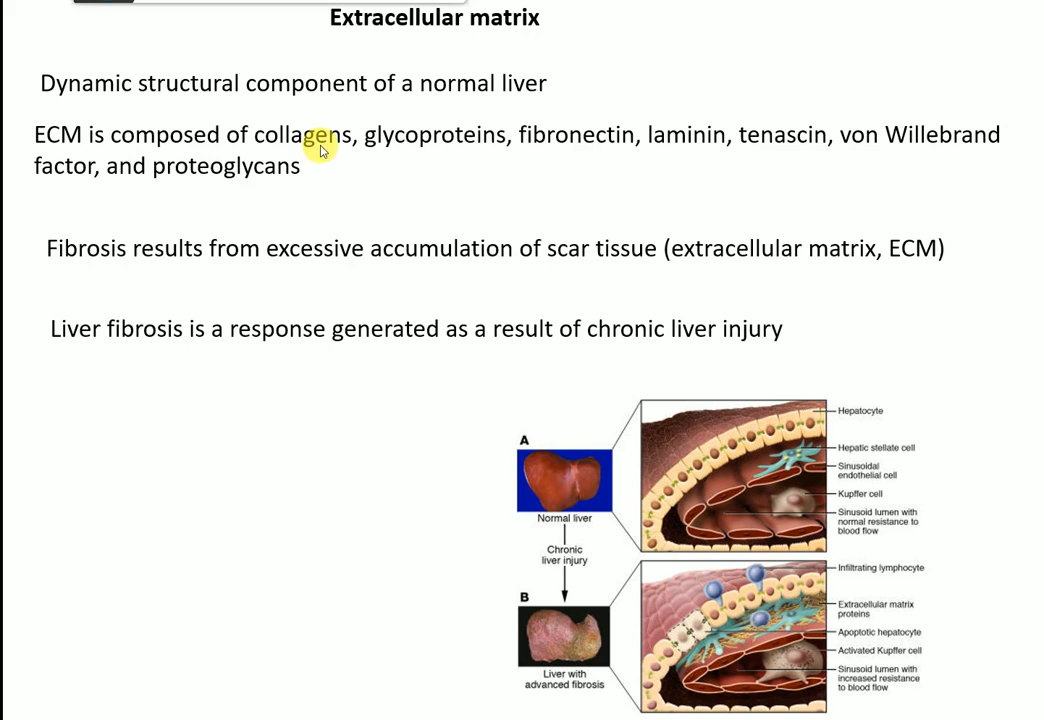 Extracellular matrix
Dynamic structural component of a normal liver
ECM is composed of collagens, glycoproteins, fibronectin, laminin, tenascin, von Willebrand
factor, and proteoglycans
Fibrosis results from excessive accumulation of scar tissue (extracellular matrix, ECM)
Liver fibrosis is a response generated as a result of chronic liver injury
A
Normal liver
Chronic
liver injury
B
Liver with
advanced fibrosis
Hepatocyte
Hepatic stellate cell
Sinusoidal
endothelial cell
Kupffer cell
Sinusoid lumen with
normal resistance to
blood flow
Infiltrating lymphocyte
Extracellular matrix
proteins
Apoptotic hepatocyte
Activated Kupffer cell
Sinusoid lumen with
increased resistance
to blood flow